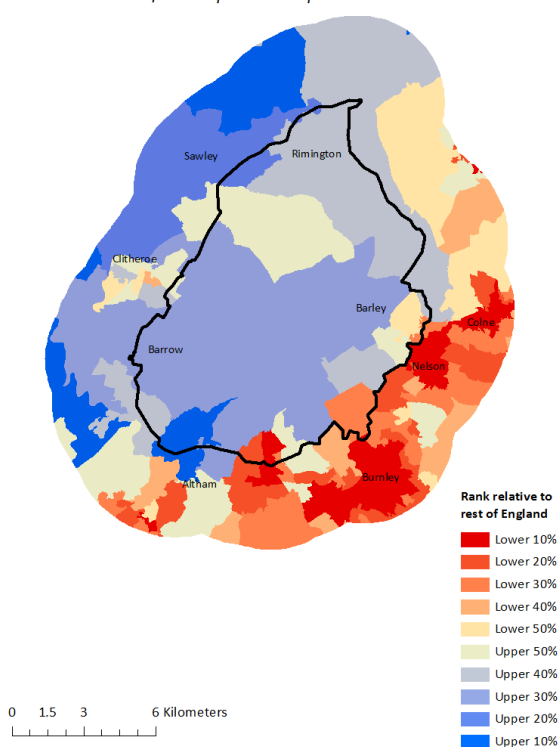 Sawley
Rimington
Clitheroe
Barley
Colne
Barrow
Nelson
Burnley
Altham
Rank relative to
rest of England
Lower 10%
Lower 20%
Lower 30%
Lower 40%
Lower 50%
Upper 50%
Upper 40%
Upper 30%
Upper 20%
Upper 10%
0 1.5 3 6 Kilometers